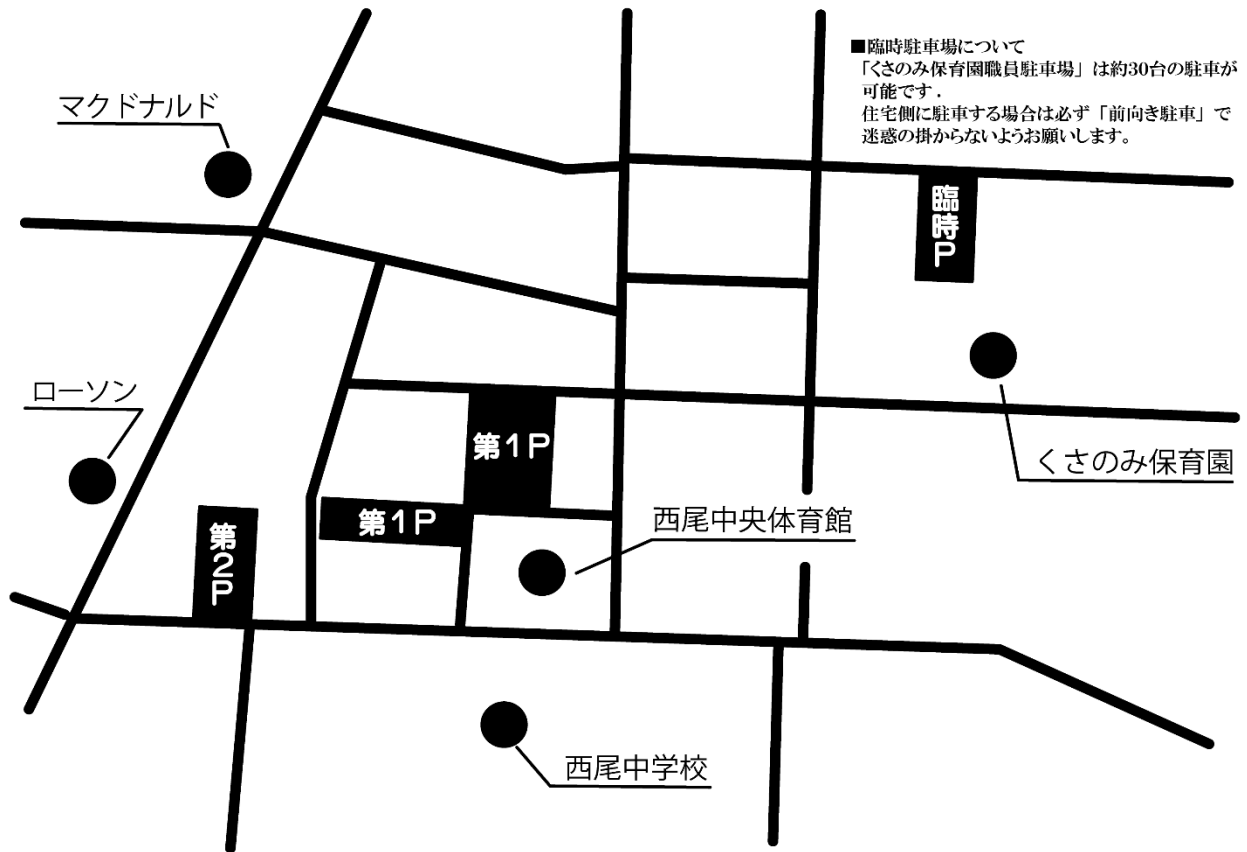 ■臨時駐車場について
「くさのみ保育園職員駐車場」は約30台の駐車が
可能です.
住宅側に駐車する場合は必ず「前向き駐車」で
迷惑の掛からないようお願いします。
マクドナルド
臨時P
ローソン
第1P
くさのみ保育園
第1P
西尾中央体育館
第2P
西尾中学校